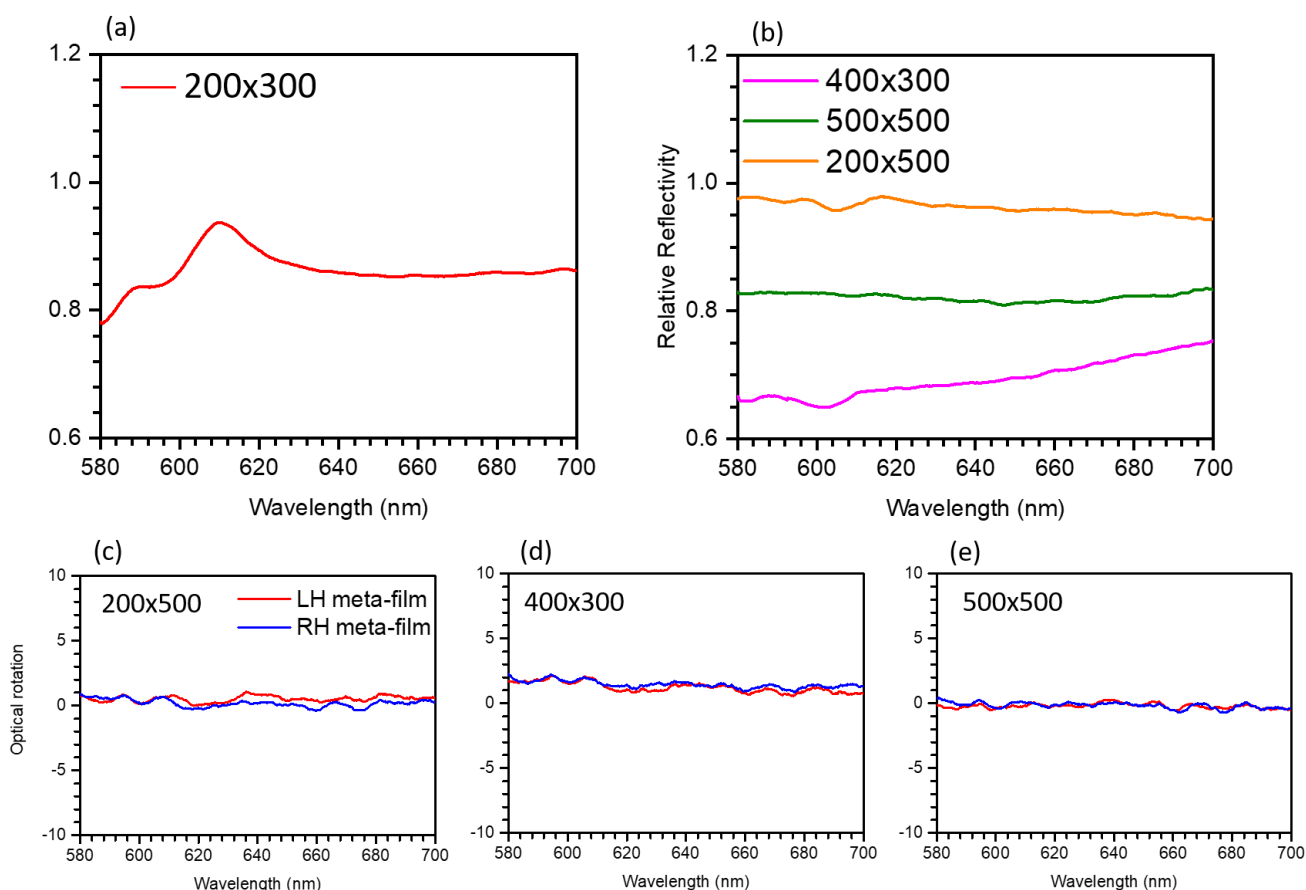 (a)
1.2
1.0
0.8
0.6
200x300
580 600 620 640 660 680 700
Wavelength (nm)
(b)
Relative Reflectivity
1.2
1.0
0.8
0.6
400x300
500x500
200x500
580 600 620 640 660 680 700
Wavelength (nm)
(c)
Optical rotation
10
5
0
-5
-10
200x500
LH meta-film
RH meta-film
580 600 620 640 660 680 700
Wavelength (nm)
(d)
10
5
0
-5
-10
400x300
580 600 620 640 660 680 700
Wavelength (nm)
(e)
10
5
0
-5
-10
500x500
580 600 620 640 660 680 700
Wavelength (nm)